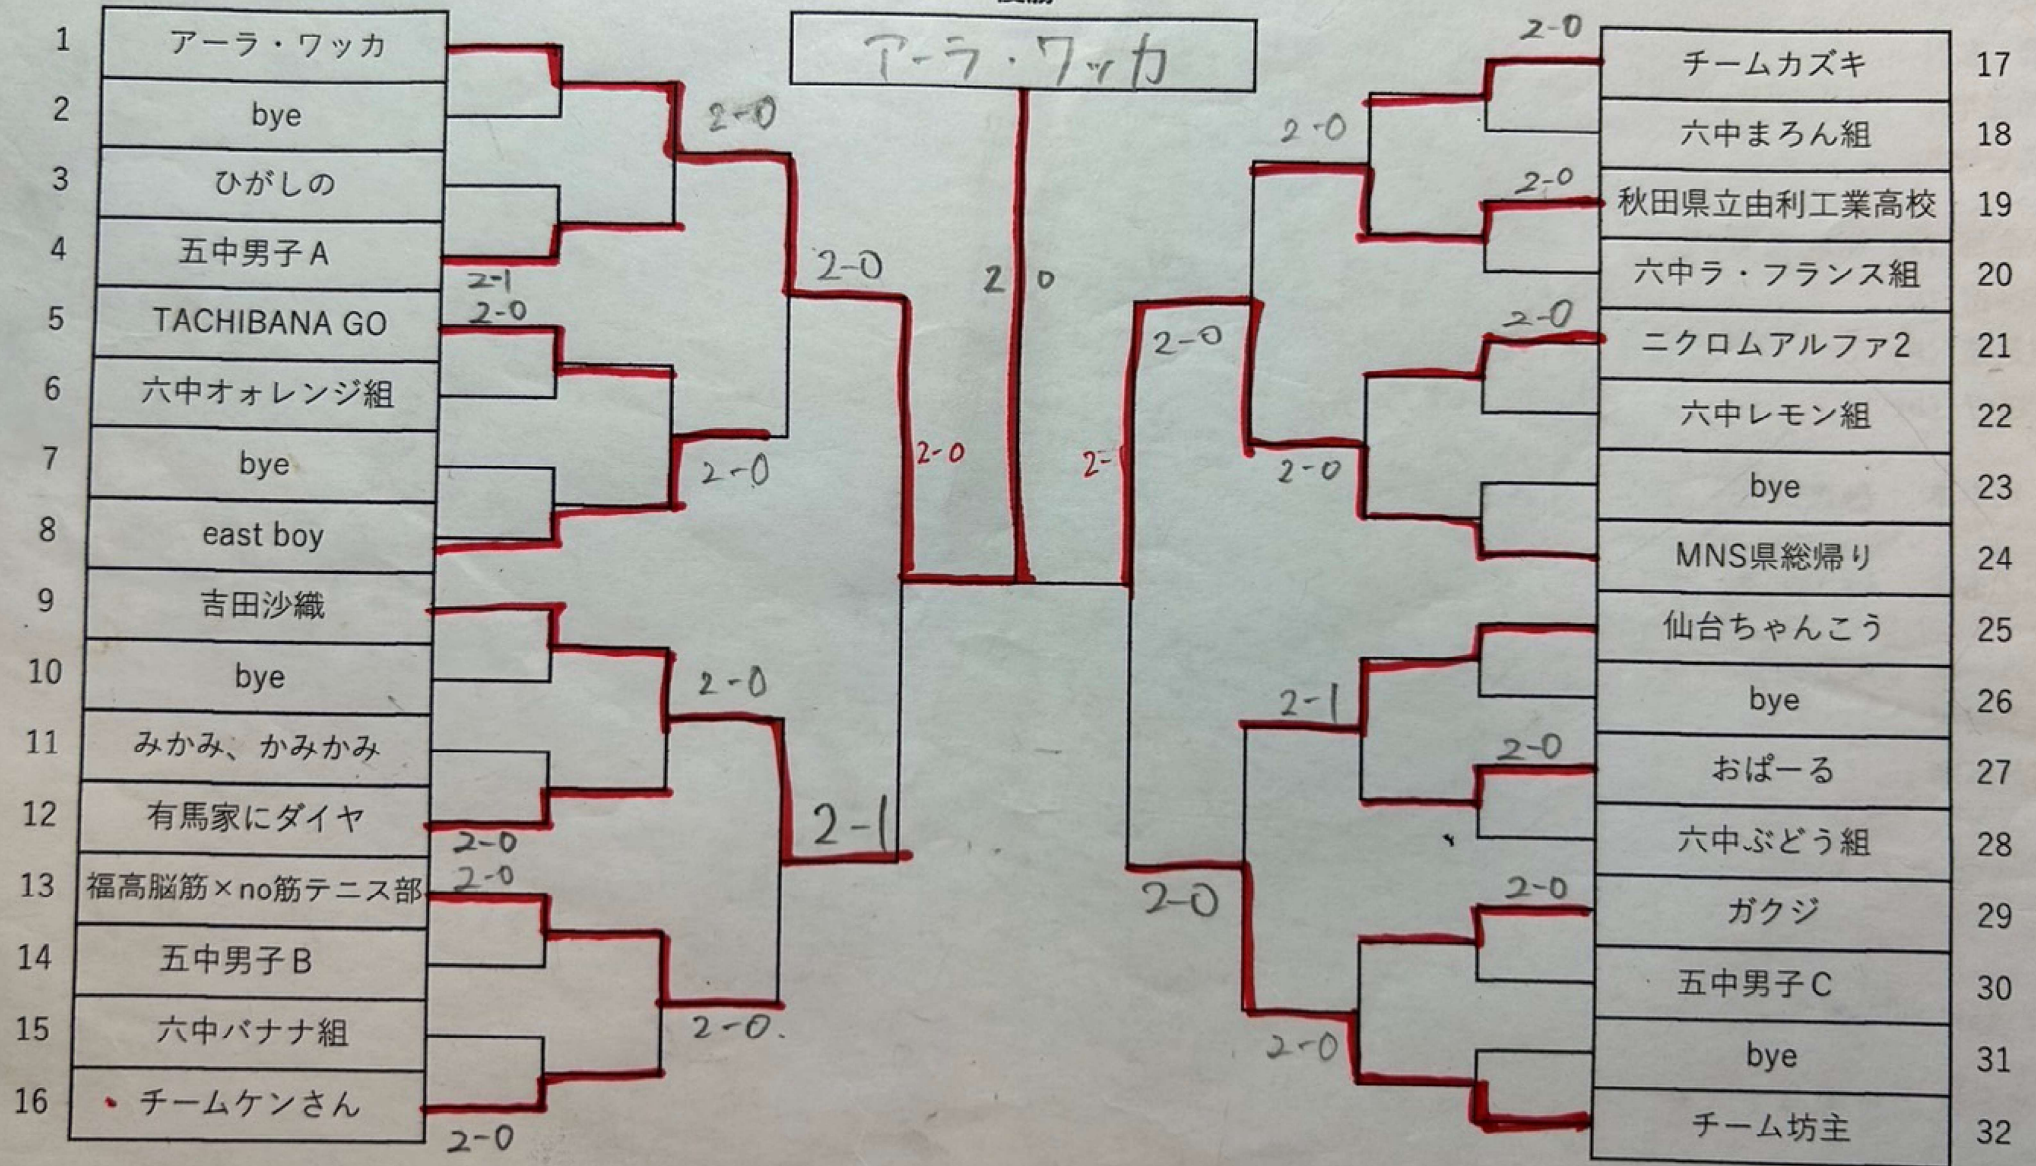 アーラ・ワッカ
1 アーラ・ワッカ
2 bye
3 ひがしの
4 五中男子A
5 TACHIBANA GO
6 六中オォレンジ組
7 bye
8 east boy
9 吉田沙織
10 bye
11 みかみ、かみかみ
12 有馬家にダイヤ
13 福高脳筋×no筋テニス部
14 五中男子B
15 六中バナナ組
16 チームケンさん
2-1
2-0
2-0
2-0
2-0
2-0
2-0
2-0
2-0.
2-0
2-1
2-0
2 0
2-
2-0
2-0
2-0
2-0
2-0
2-1
2-0
2-0
2-0
2-0
2-0
2-0
チームカズキ 17
六中まろん組 18
秋田県立由利工業高校 19
六中ラ・フランス組 20
ニクロムアルファ2 21
六中レモン組 22
bye 23
MNS県総帰り 24
仙台ちゃんこう 25
bye 26
おぱーる 27
六中ぶどう組 28
ガクジ 29
五中男子C 30
bye 31
チーム坊主 32